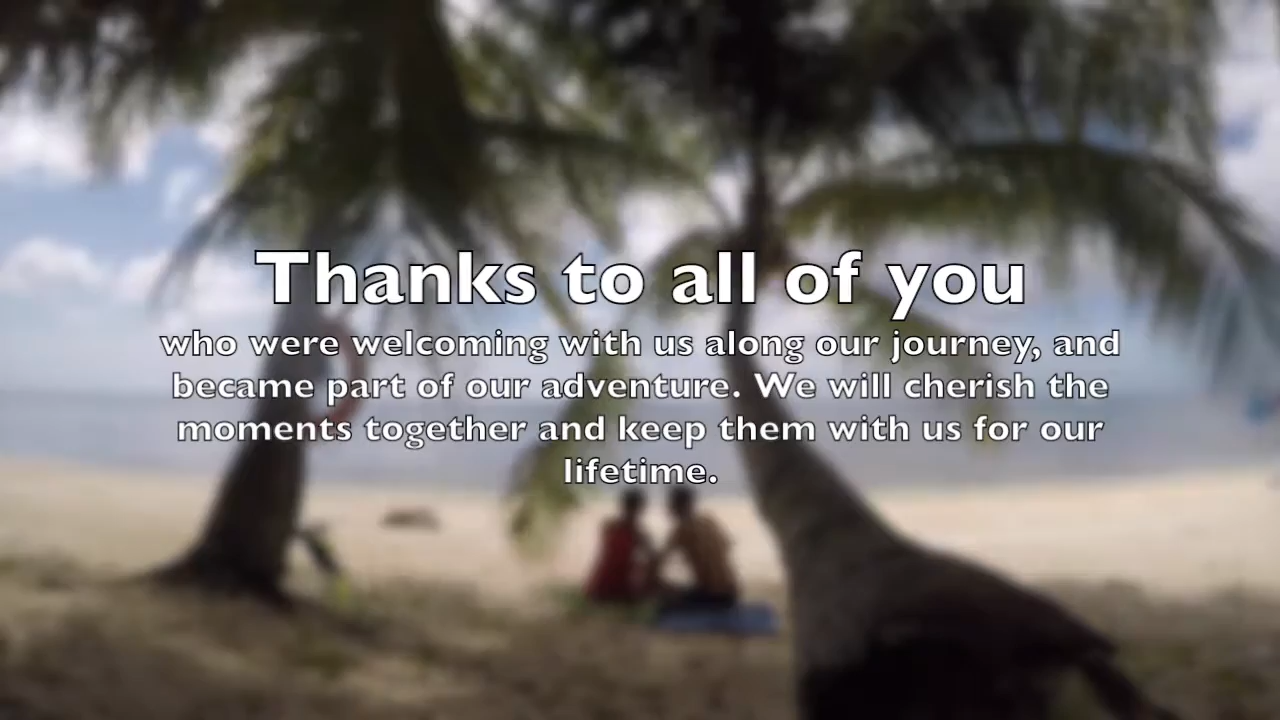 Thanks to all of you
who were welcoming with us along our journey, and
became part of our adventure. We will cherish the
moments together and keep them with us for our
lifetime.